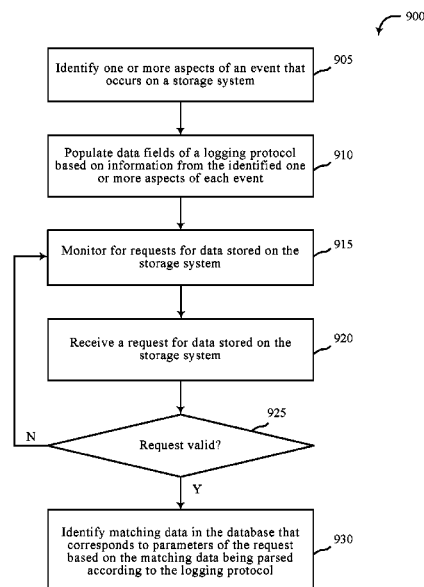 900
Identify one or more aspects of an event that
occurs on a storage system
905
Populate data fields of a logging protocol
based on information from the identified one
or more aspects of each event
910
Monitor for requests for data stored on the
storage system
915
Receive a request for data stored on the
storage system
920
925
Request valid?
N
Y
Identify matching data in the database that
corresponds to parameters of the request
based on the matching data being parsed
according to the logging protocol
930